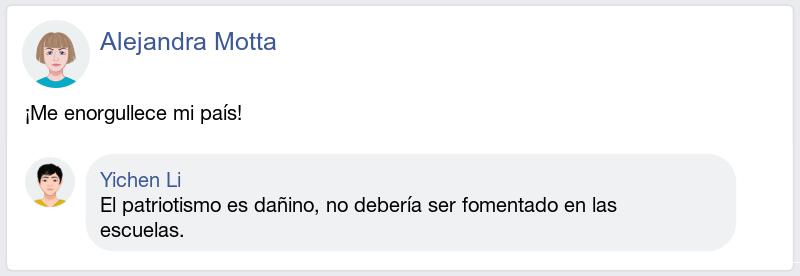 Alejandra Motta
¡Me enorgullece mi país!
Yichen Li
El patriotismo es dañino, no debería ser fomentado en las
escuelas.